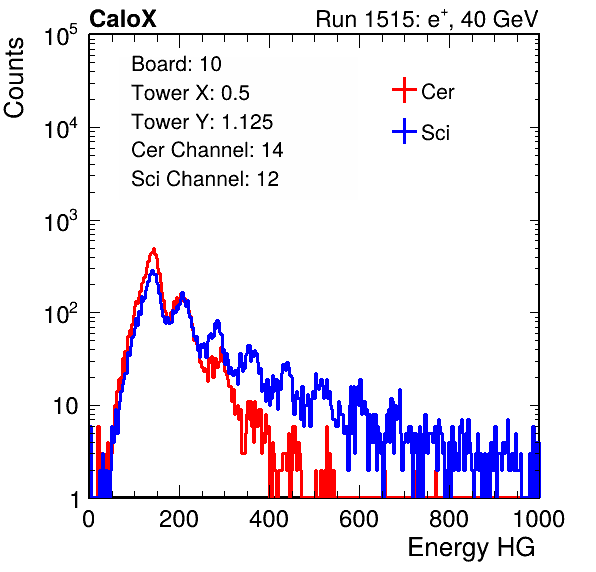 CaloX Run 1515: e⁺, 40 GeV
Counts
Board: 10
Tower X: 0.5
Tower Y: 1.125
Cer Channel: 14
Sci Channel: 12
Cer
Sci
10⁵
10⁴
10³
10²
10
1
0 200 400 600 800 1000
Energy HG